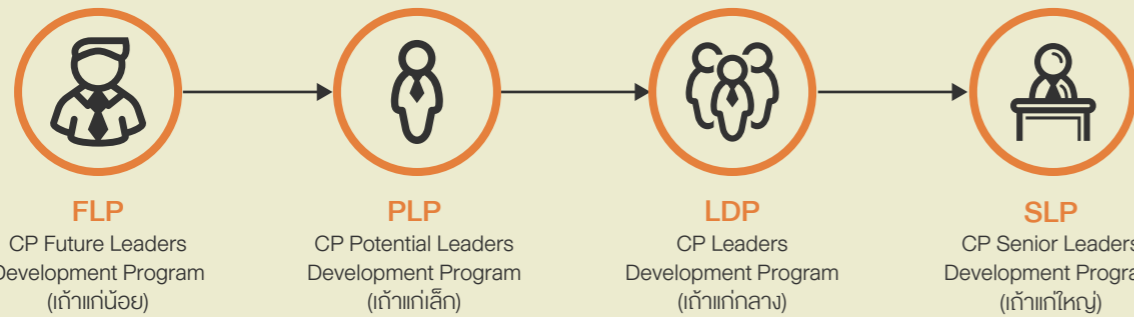 FLP
CP Future Leaders
Development Program
(เถ้าแก่น้อย)
PLP
CP Potential Leaders
Development Program
(เถ้าแก่เล็ก)
LDP
CP Leaders
Development Program
(เถ้าแก่กลาง)
SLP
CP Senior Leaders
Development Program
(เถ้าแก่ใหญ่)